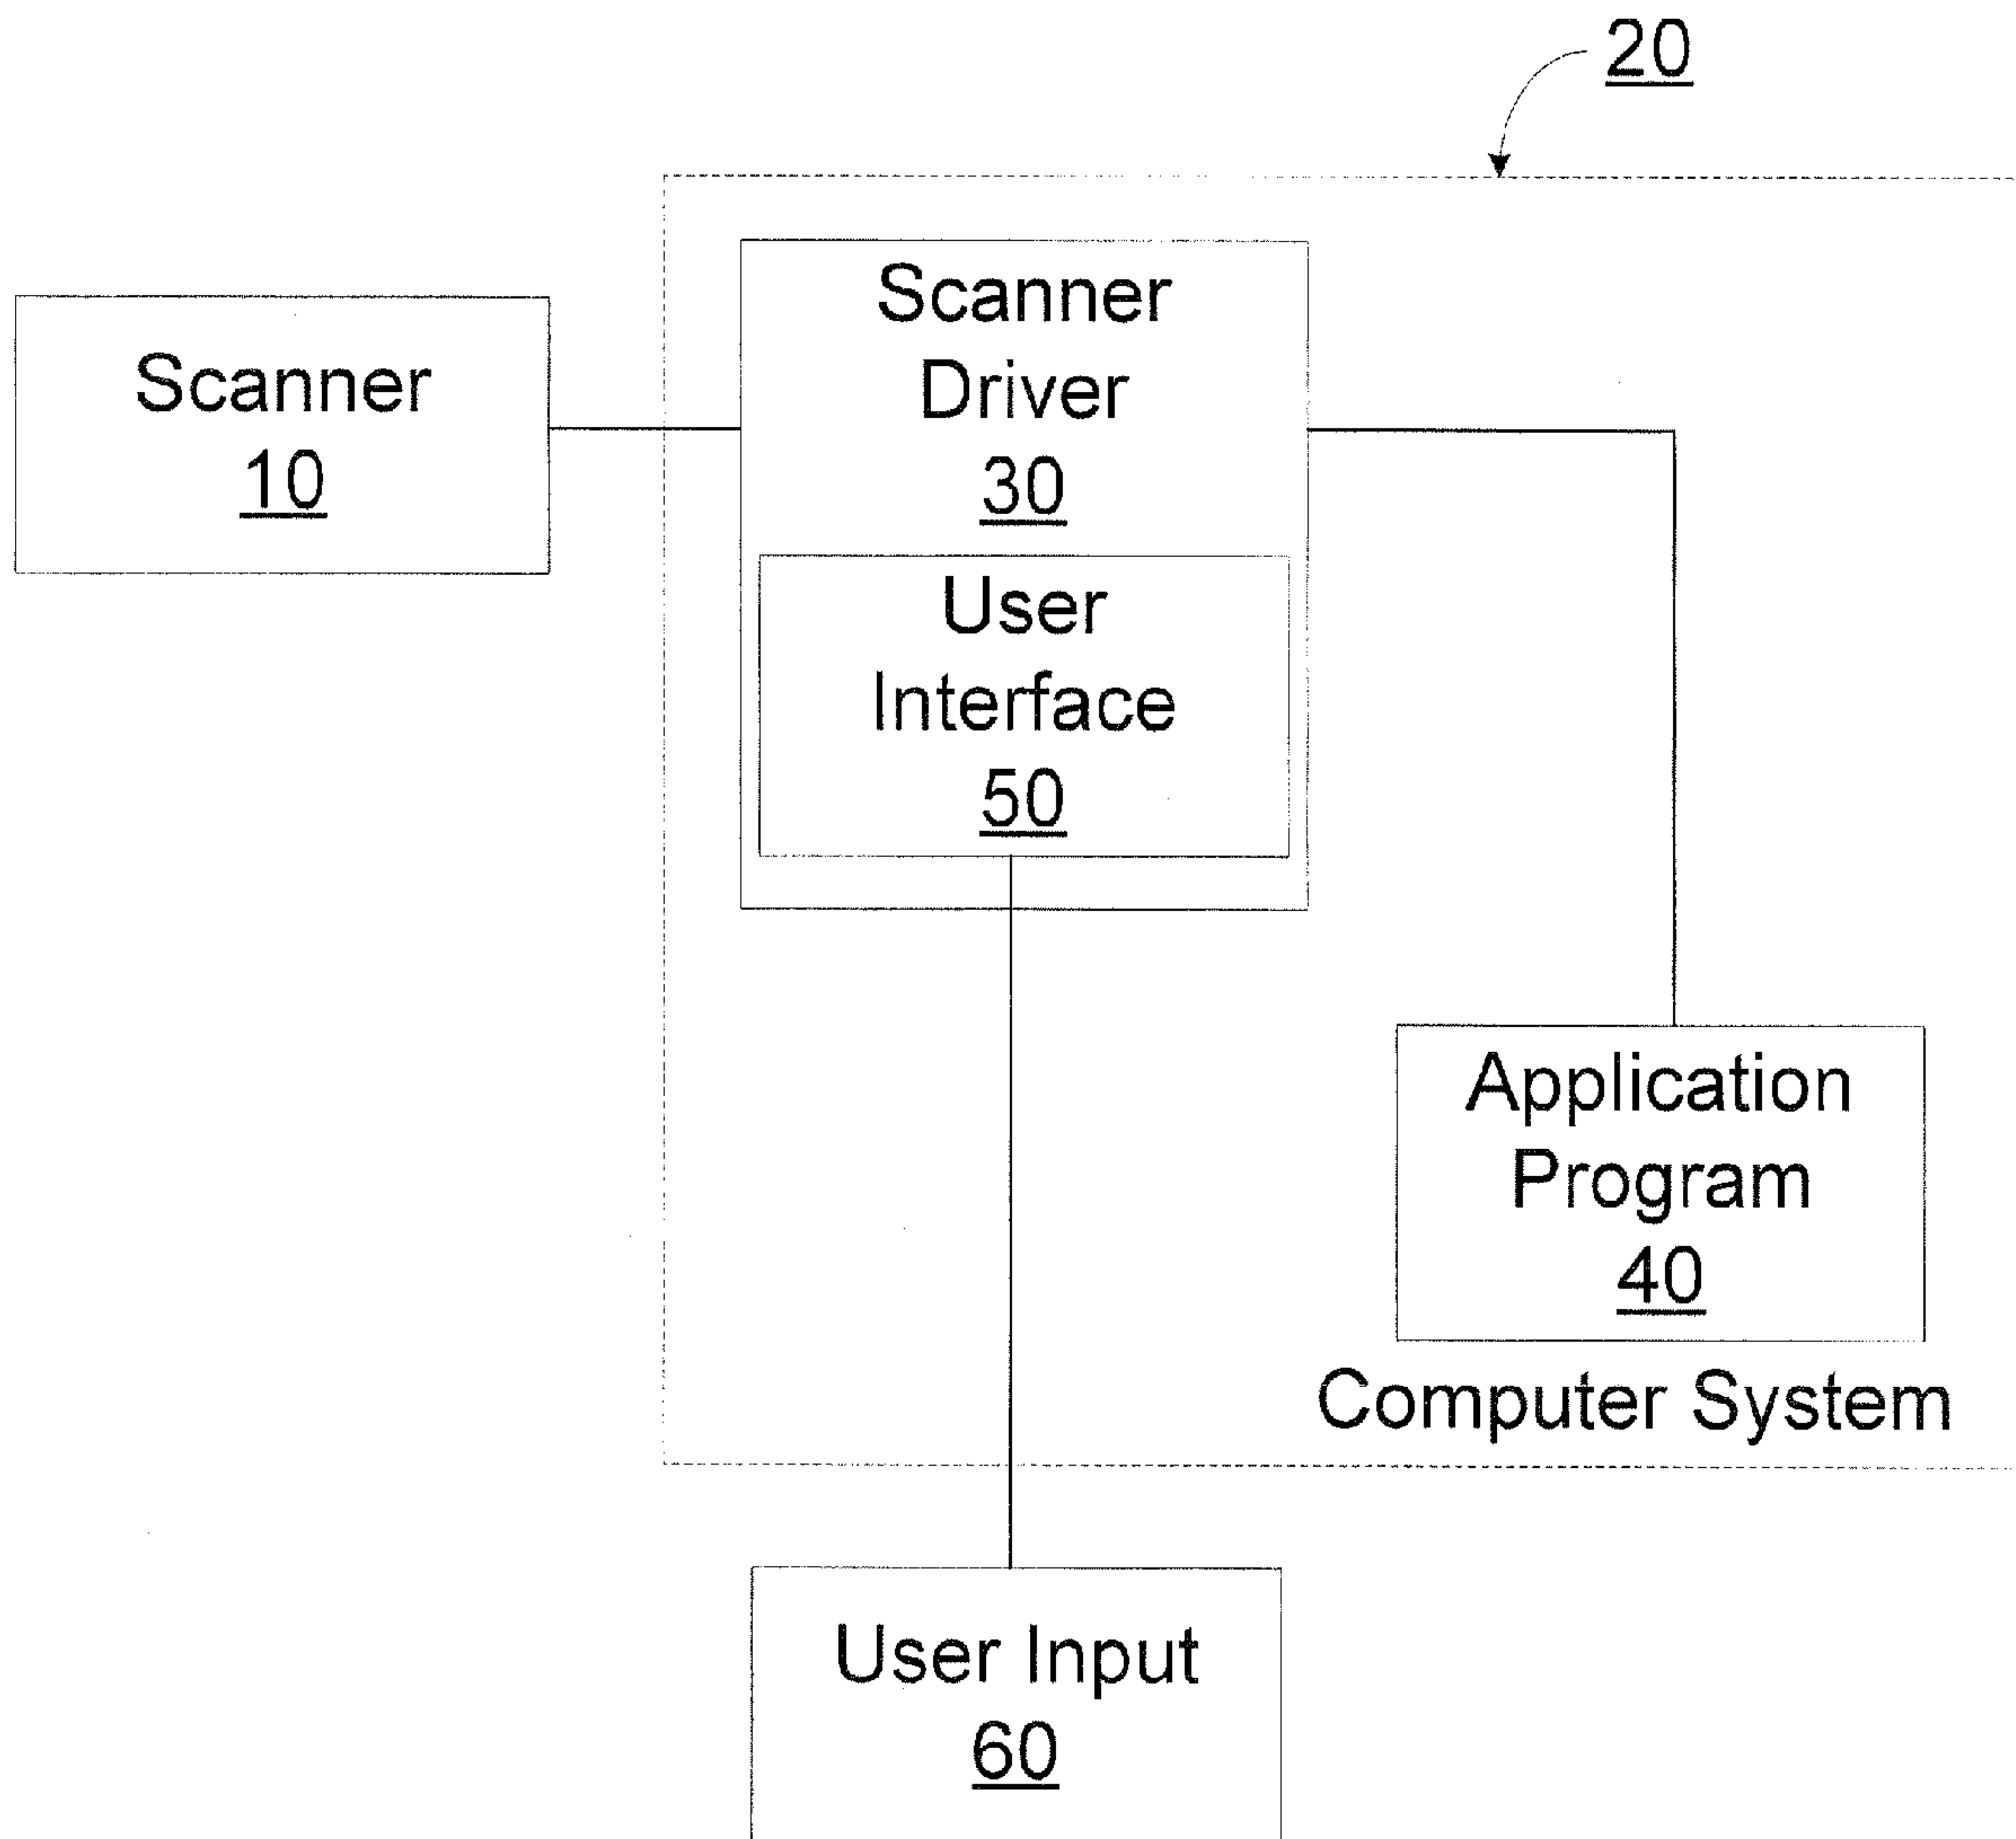 20
Scanner
10
Scanner
Driver
30
User
Interface
50
Application
Program
40
Computer System
User Input
60